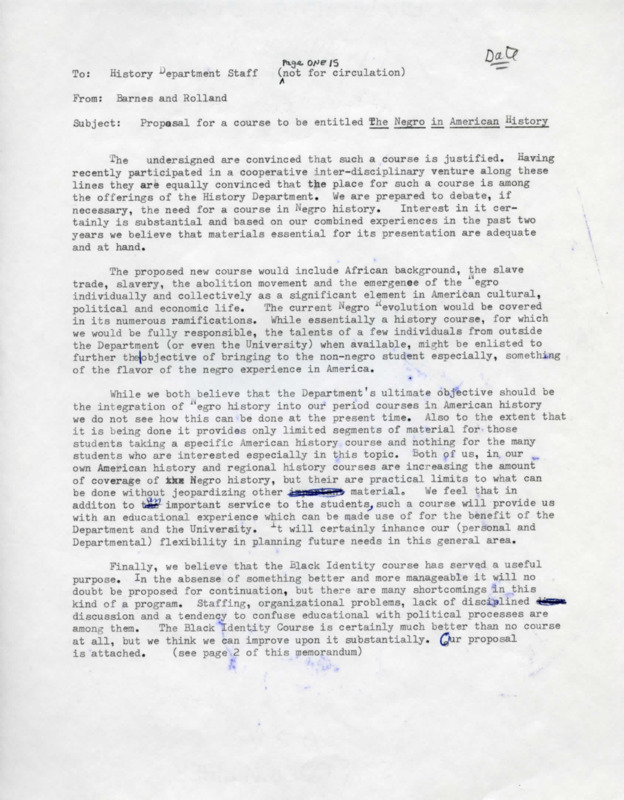 Date
Page ONE IS
To: History Department Staff (not for circulation)
From: Barnes and Rolland
Subject: Proposal for a course to be entitled The Negro in American History
The undersigned are convinced that such a course is justified. Having
recently participated in a cooperative inter-disciplinary venture along these
lines they are equally convinced that the place for such a course is among
the offerings of the History Department. We are prepared to debate, if
necessary, the need for a course in Negro history. Interest in it cer-
tainly is substantial and based on our combined experiences in the past two
years we believe that materials essential for its presentation are adequate
and at hand.
The proposed new course would include African background, the slave
trade, slavery, the abolition movement and the emergence of the Negro
individually and collectively as a significant element in American cultural,
political and economic life. The current Negro Revolution would be covered
in its numerous ramifications. While essentially a history course, for which
we would be fully responsible, the talents of a few individuals from outside
the Department (or even the University) when available, might be enlisted to
further the objective of bringing to the non-negro student especially, something
of the flavor of the negro experience in America.
While we both believe that the Department's ultimate objective should be
the integration of Negro history into our period courses in American history
we do not see how this can be done at the present time. Also to the extent that
it is being done it provides only limited segments of material for those
students taking a specific American history course and nothing for the many
students who are interested especially in this topic. Both of us, in our
own American history and regional history courses are increasing the amount
of coverage of Negro history, but their are practical limits to what can
be done without jeopardizing other material. We feel that in
additon to an important service to the students, such a course will provide us
with an educational experience which can be made use of for the benefit of the
Department and the University. It will certainly inhance our (personal and
Departmental) flexibility in planning future needs in this general area.
Finally, we believe that the Black Identity course has served a useful
purpose. In the absense of something better and more manageable it will no
doubt be proposed for continuation, but there are many shortcomings in this
kind of a program. Staffing, organizational problems, lack of disciplined
discussion and a tendency to confuse educational with political processes are
among them. The Black Identity Course is certainly much better than no course
at all, but we think we can improve upon it substantially. Our proposal
is attached. (see page 2 of this memorandum)